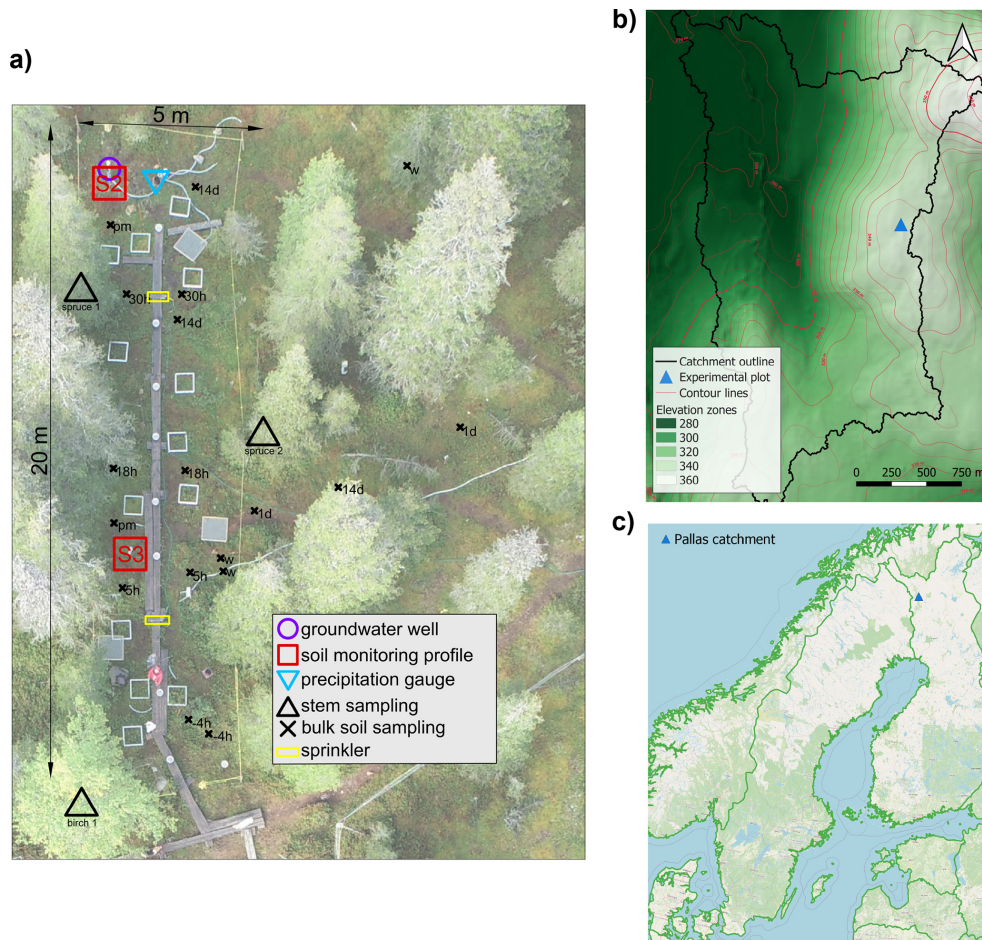 a)
5 m
20 m
S2
14d
w
pm
30h
30h
spruce 1
14d
spruce 2
1d
18h
18h
14d
1d
pm
S3
w
w
5h
5h
-4h
-4h
birch 1
groundwater well
soil monitoring profile
precipitation gauge
stem sampling
bulk soil sampling
sprinkler
b)
Catchment outline
Experimental plot
Contour lines
Elevation zones
280
300
320
340
360
0 250 500 750 m
c)
Pallas catchment